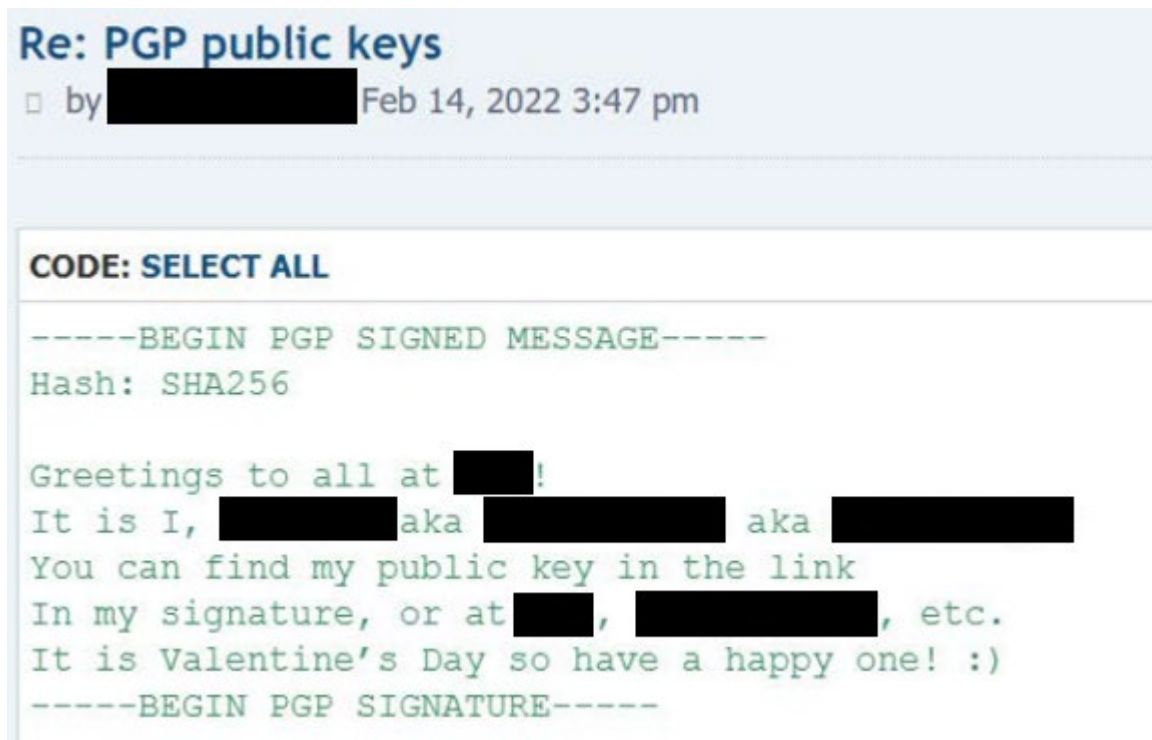 Re: PGP public keys
by Feb 14, 2022 3:47 pm
CODE: SELECT ALL
-----BEGIN PGP SIGNED MESSAGE-----
Hash: SHA256
Greetings to all at !
It is I, aka aka
You can find my public key in the link
In my signature, or at , , etc.
It is Valentine’s Day so have a happy one! :)
-----BEGIN PGP SIGNATURE-----